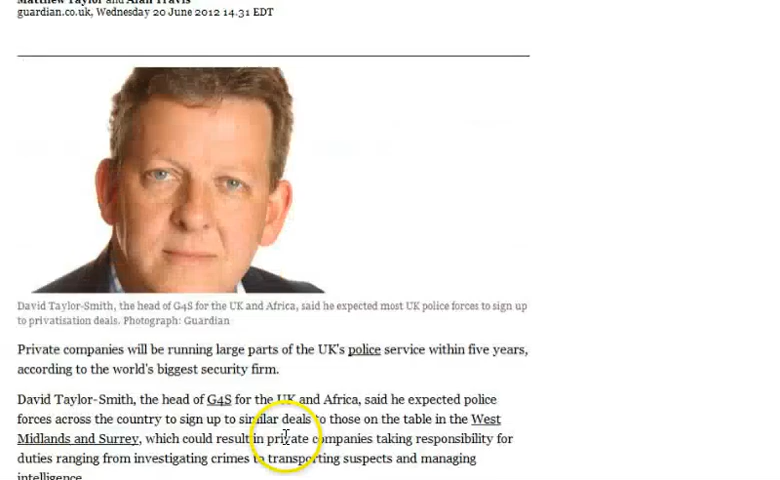 Matthew Taylor and Alan Travis
guardian.co.uk, Wednesday 20 June 2012 14.31 EDT
David Taylor-Smith, the head of G4S for the UK and Africa, said he expected most UK police forces to sign up
to privatisation deals. Photograph: Guardian
Private companies will be running large parts of the UK's police service within five years,
according to the world's biggest security firm.
David Taylor-Smith, the head of G4S for the UK and Africa, said he expected police
forces across the country to sign up to similar deals to those on the table in the West
Midlands and Surrey, which could result in private companies taking responsibility for
duties ranging from investigating crimes to transporting suspects and managing
intelligence.